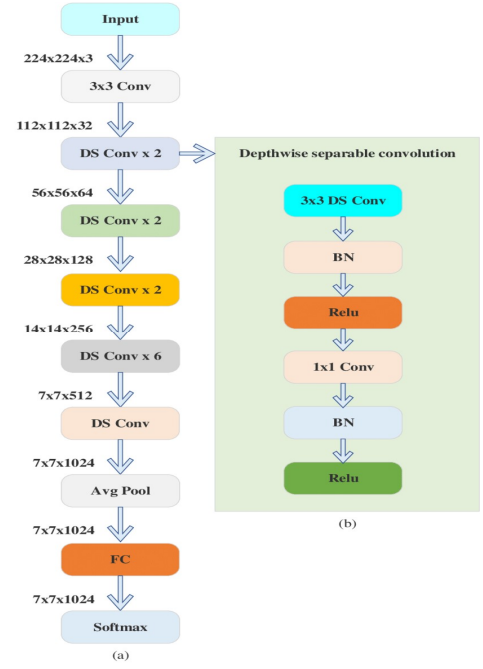 Input
224x224x3
3x3 Conv
112x112x32
DS Conv x 2
56x56x64
DS Conv x 2
28x28x128
DS Conv x 2
14x14x256
DS Conv x 6
7x7x512
DS Conv
7x7x1024
Avg Pool
7x7x1024
FC
7x7x1024
Softmax
(a)
Depthwise separable convolution
3x3 DS Conv
BN
Relu
1x1 Conv
BN
Relu
(b)